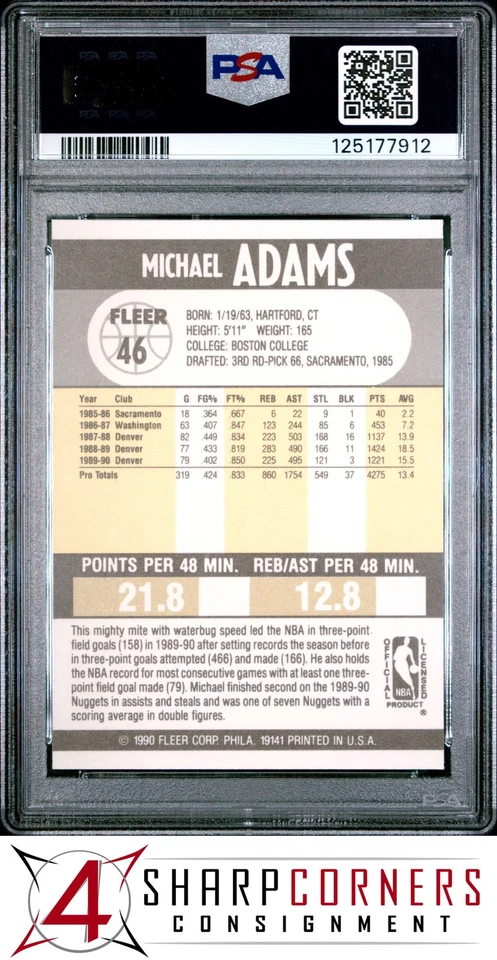 PSA
125177912
MICHAEL ADAMS
FLEER
46
BORN: 1/19/63, HARTFORD, CT
HEIGHT: 5'11" WEIGHT: 165
COLLEGE: BOSTON COLLEGE
DRAFTED: 3RD RD-PICK 66, SACRAMENTO, 1985
Year Club G FG% FT% REB AST STL BLK PTS AVG
1985-86 Sacramento 18 .364 .667 6 22 9 1 40 2.2
1986-87 Washington 63 .407 .847 123 244 85 6 453 7.2
1987-88 Denver 82 .449 .834 223 503 168 16 1137 13.9
1988-89 Denver 77 .433 .819 283 490 166 11 1424 18.5
1989-90 Denver 79 .402 .850 225 495 121 3 1221 15.5
Pro Totals 319 .424 .833 860 1754 549 37 4275 13.4
POINTS PER 48 MIN. REB/AST PER 48 MIN.
21.8 12.8
This mighty mite with waterbug speed led the NBA in three-point
field goals (158) in 1989-90 after setting records the season before
in three-point goals attempted (466) and made (166). He also holds
the NBA record for most consecutive games with at least one three-
point field goal made (79). Michael finished second on the 1989-90
Nuggets in assists and steals and was one of seven Nuggets with a
scoring average in double figures.
OFFICIAL LICENSED
NBA
PRODUCT ®
© 1990 FLEER CORP. PHILA. 19141 PRINTED IN U.S.A.
PSA
4 SHARPCORNERS
CONSIGNMENT